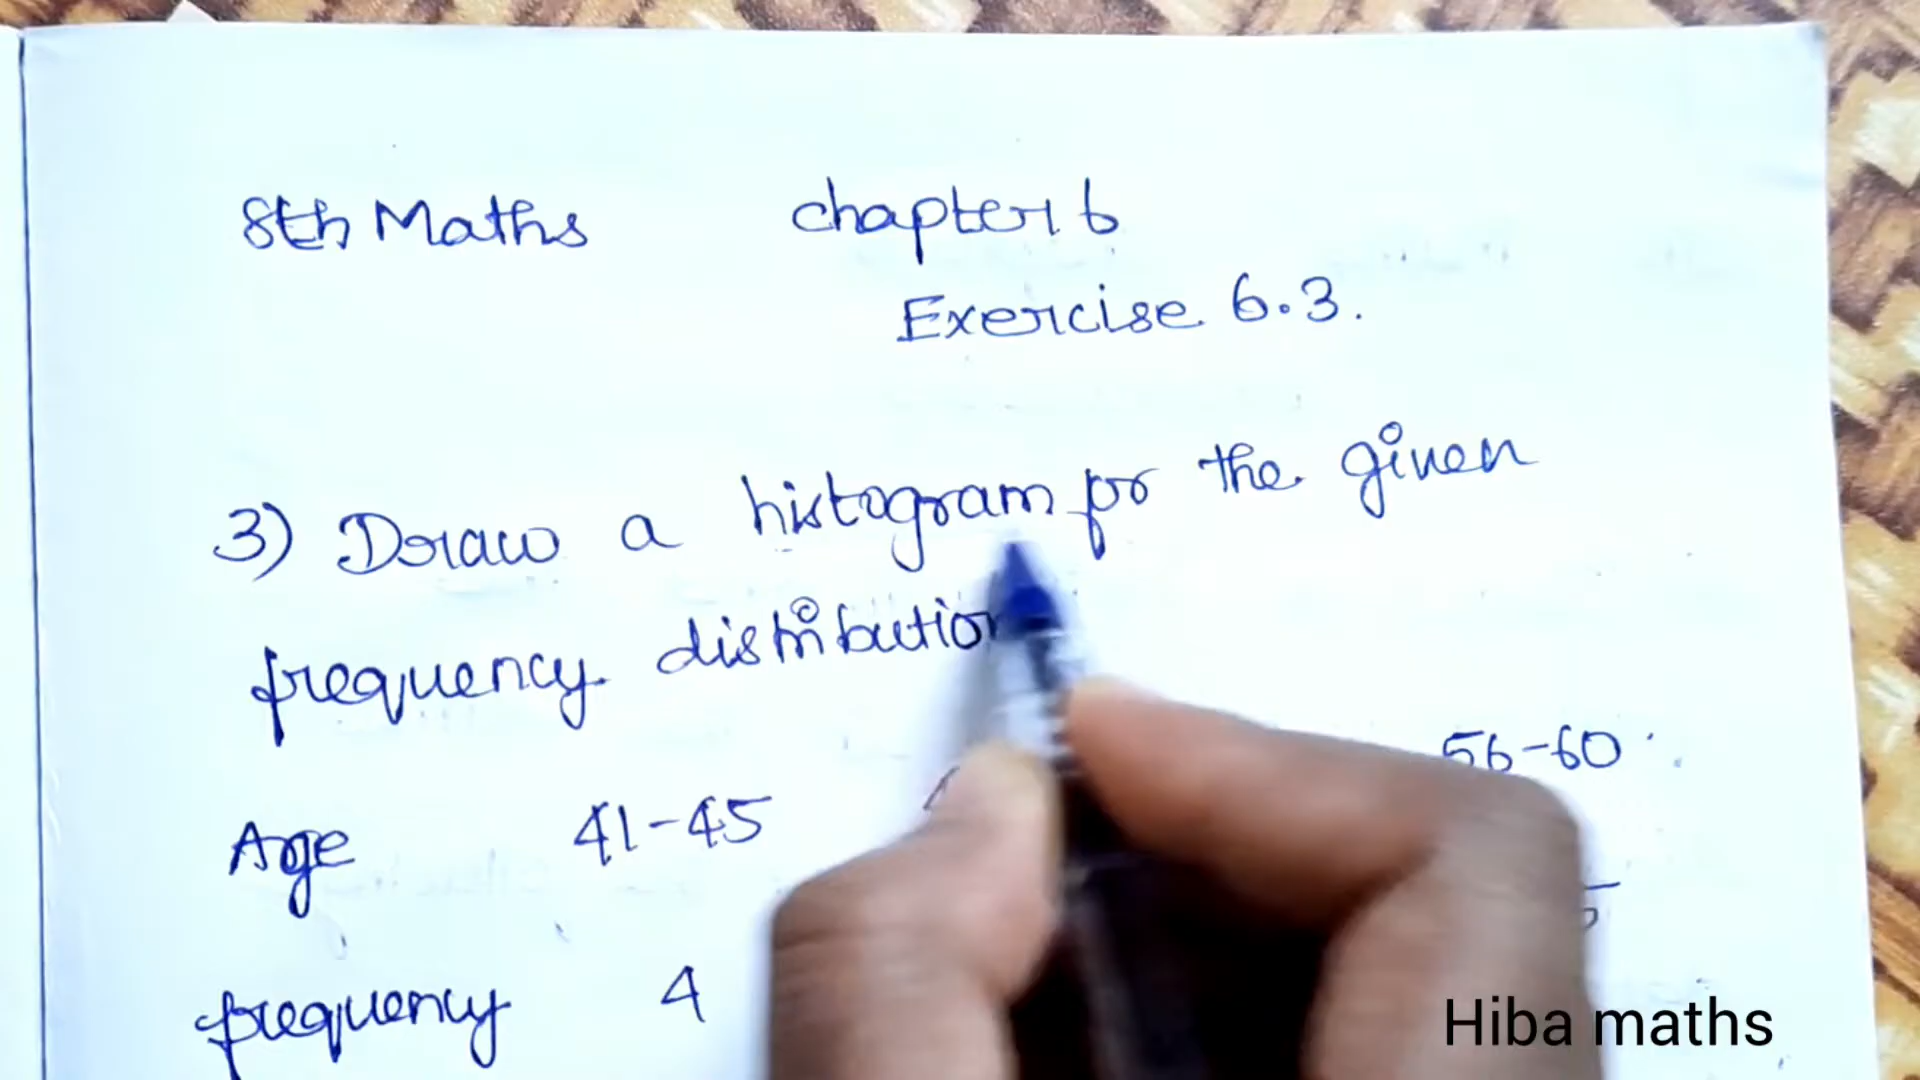 8th Maths chapter 6
Exercise 6.3.
3) Draw a histogram for the given
frequency distribution
Age 41-45 56-60
frequency 4
Hiba maths